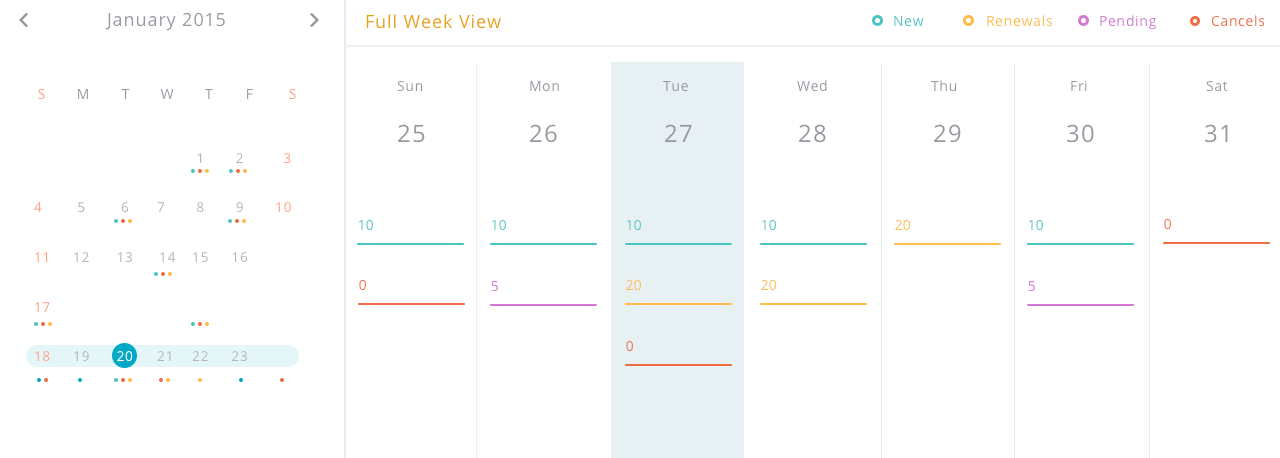 January 2015
S M T W T F S
1 2 3
4 5 6 7 8 9 10
11 12 13 14 15 16
17
18 19 20 21 22 23
Full Week View
New Renewals Pending Cancels
Sun Mon Tue Wed Thu Fri Sat
25 26 27 28 29 30 31
10 10 10 10 20 10 0
0 5 20 20 5
0